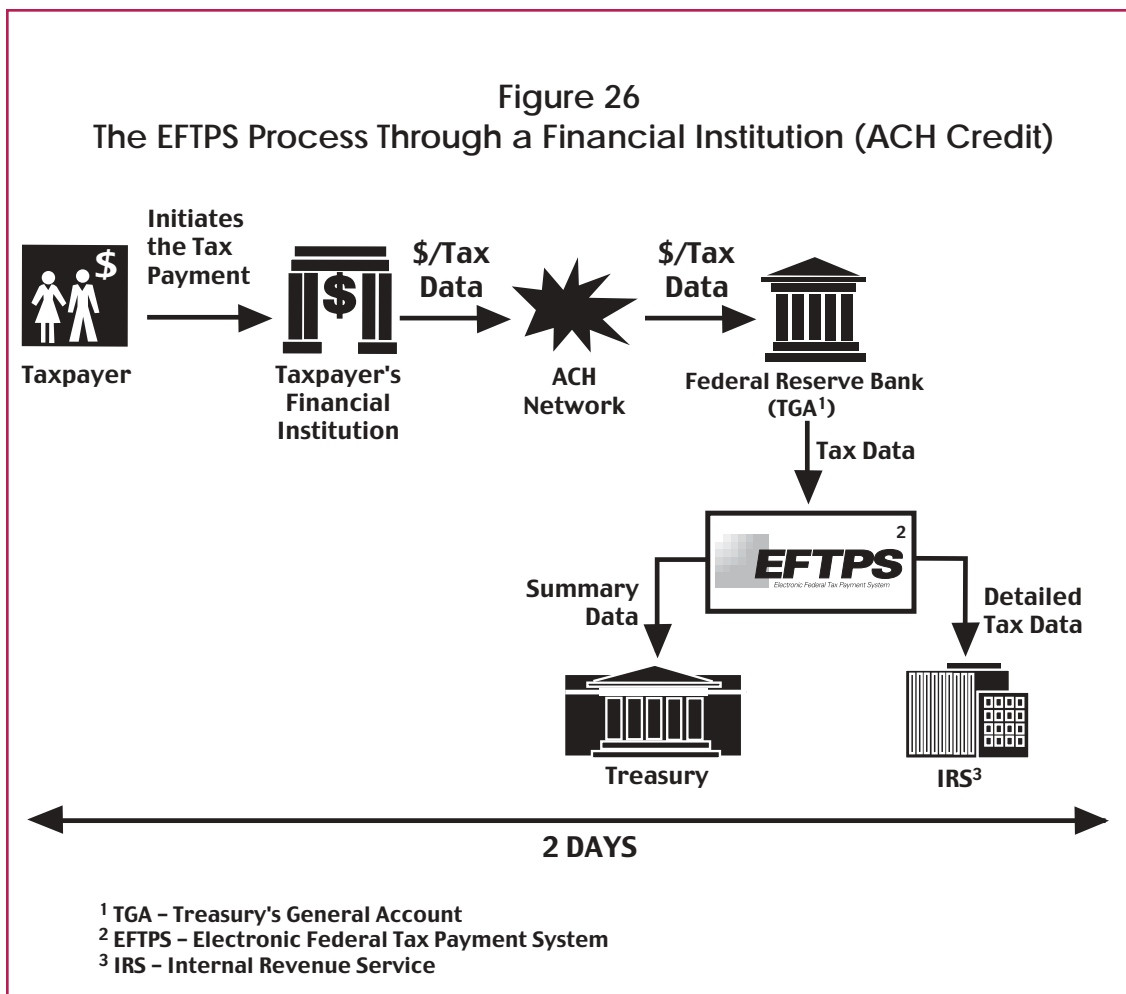 Figure 26
The EFTPS Process Through a Financial Institution (ACH Credit)
Initiates
the Tax
Payment
$
Taxpayer
$
Taxpayer's
Financial
Institution
$/Tax
Data
ACH
Network
$/Tax
Data
Federal Reserve Bank
(TGA¹)
Tax Data
EFTPS ²
Electronic Federal Tax Payment System
Summary
Data
Detailed
Tax Data
Treasury
IRS³
2 DAYS
¹ TGA – Treasury's General Account
² EFTPS – Electronic Federal Tax Payment System
³ IRS – Internal Revenue Service